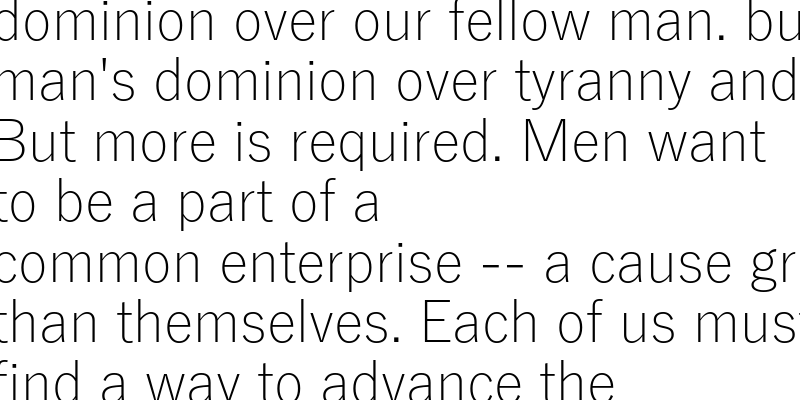 dominion over our fellow man. bu
man's dominion over tyranny and
But more is required. Men want
to be a part of a
common enterprise -- a cause gr
than themselves. Each of us must
find a way to advance the